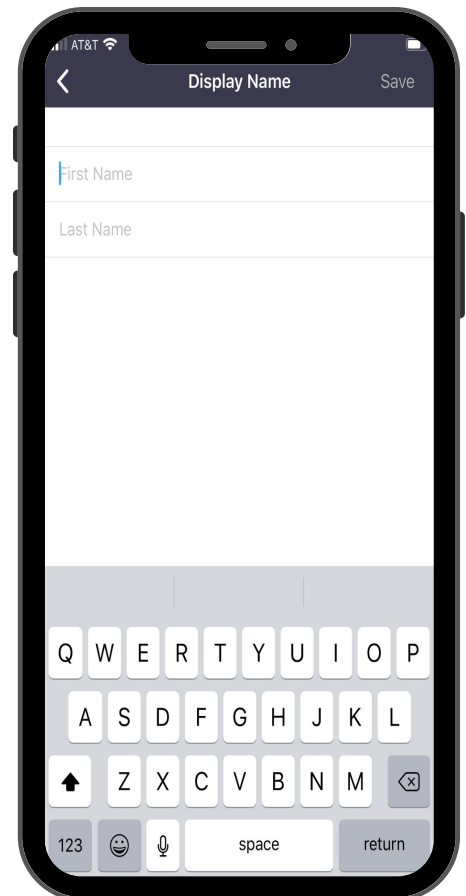 AT&T
Display Name Save
First Name
Last Name
Q W E R T Y U I O P
A S D F G H J K L
Z X C V B N M
123 space return